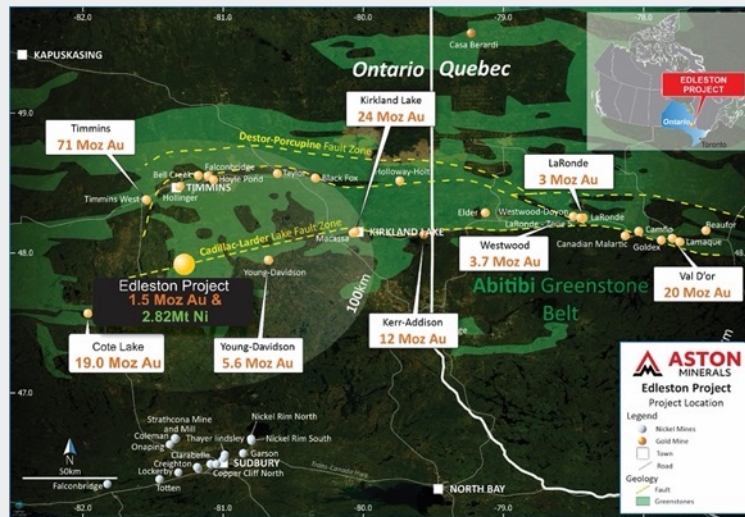 -82.0
-81.0
-80.0
-79.0
-78.0
KAPUSKASING
Casa Berardi
Ontario
Quebec
EDLESTON
PROJECT
Ontario
Toronto
49.0
Timmins
71 Moz Au
Kirkland Lake
24 Moz Au
Destor-Porcupine Fault Zone
Falconbridge
Bell Creek
Hoyle Pond
Taylor
Black Fox
Holloway-Holt
TIMMINS
Hollinger
Timmins West
LaRonde
3 Moz Au
Elder
Westwood-Doyon
LaRonde
Cadillac-Larder Lake Fault Zone
Macassa
KIRKLAND LAKE
48.0
Canadian Malartic
Camflo
Goldex
Lamaque
Beaufor
Westwood
3.7 Moz Au
Val D'or
20 Moz Au
Edleston Project
1.5 Moz Au &
2.82Mt Ni
Young-Davidson
100km
Abitibi Greenstone
Belt
Cote Lake
19.0 Moz Au
Young-Davidson
5.6 Moz Au
Kerr-Addison
12 Moz Au
47.0
ASTON
MINERALS
Edleston Project
Project Location
Legend
Nickel Mines
Gold Mine
Town
Road
Geology
Fault
Greenstones
Strathcona Mine
and Mill
Nickel Rim North
Coleman
Thayer lindsley
Nickel Rim South
Onaping
Clarabelle
Garson
Creighton
SUDBURY
Lockerby
Copper Cliff North
Totten
N
50km
Falconbridge
Trans-Canada Hwy
NORTH BAY
-82.0
-81.0
-80.0
-79.0